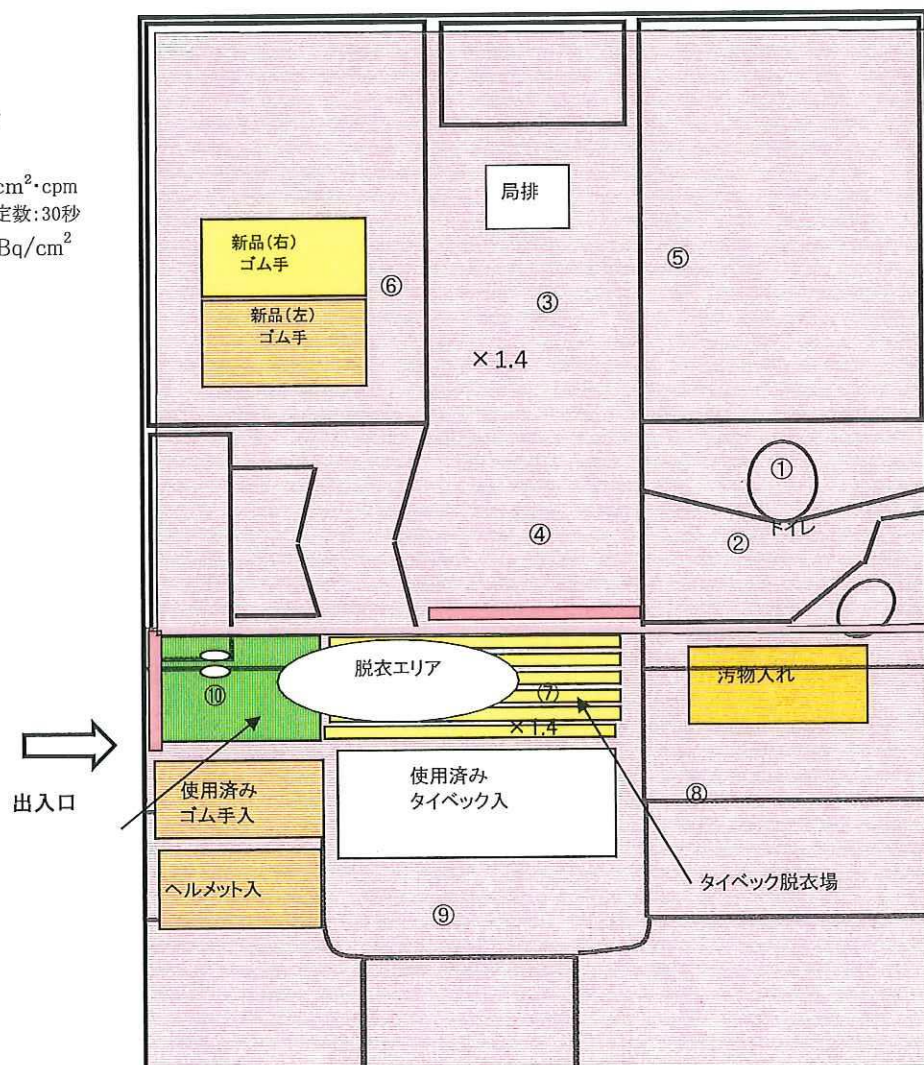 cm²・cpm
定数:30秒
Bq/cm²
局排
新品(右)
ゴム手
新品(左)
ゴム手
⑥
③
⑤
×1.4
①
トイレ
②
④
脱衣エリア
⑦
×1.4
⑩
汚物入れ
出入口
使用済み
ゴム手入
使用済み
タイベック入
⑧
ヘルメット入
タイベック脱衣場
⑨